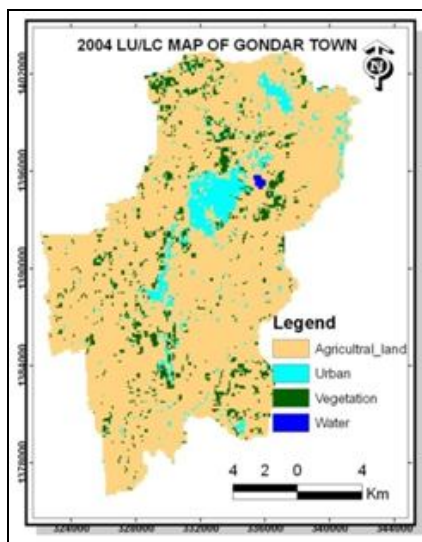 2004 LU/LC MAP OF GONDAR TOWN
N
1402000
1396000
1390000
1384000
1378000
Legend
Agricultral_land
Urban
Vegetation
Water
4 2 0 4
Km
324000 328000 332000 336000 340000 344000